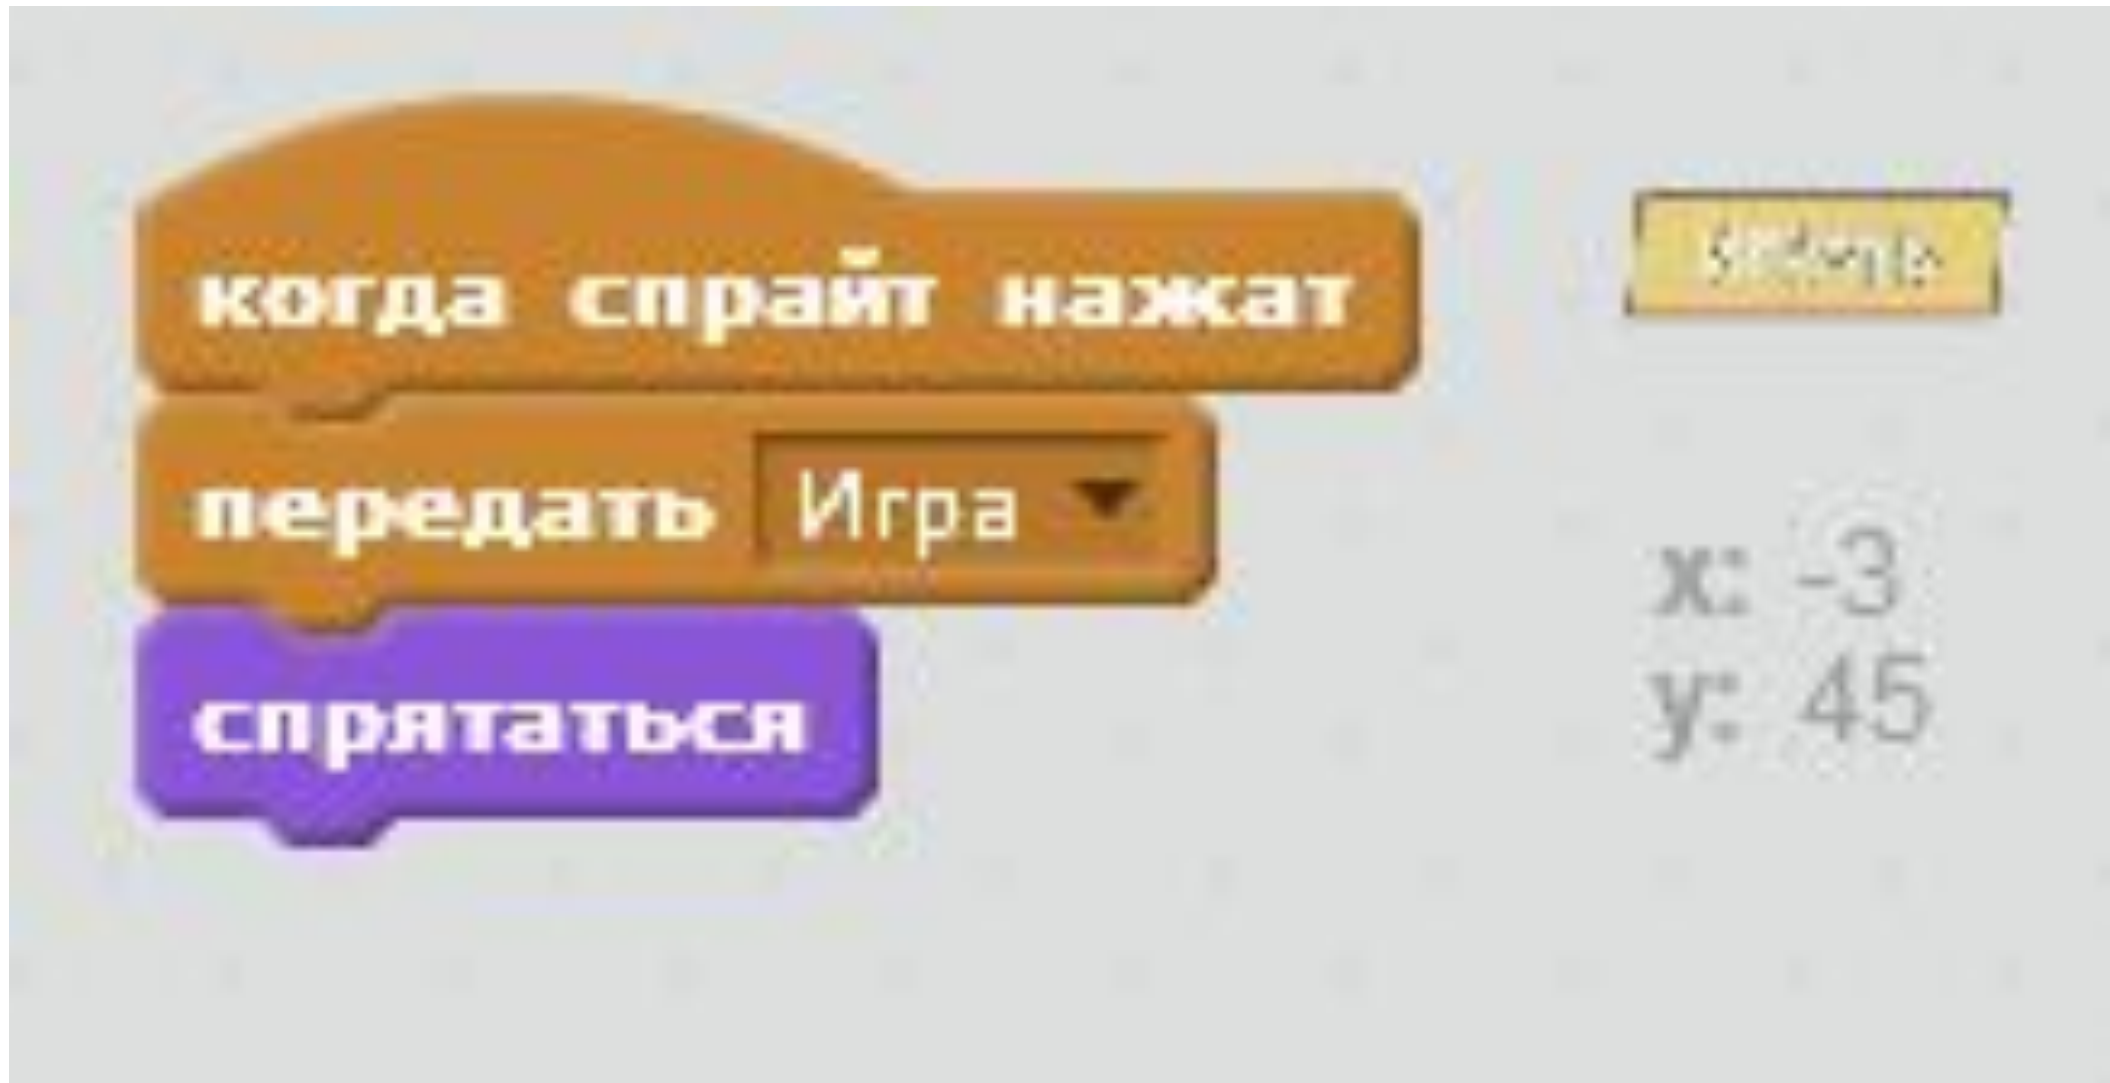 когда спрайт нажат
передать Игра
спрятаться
x: -3
y: 45